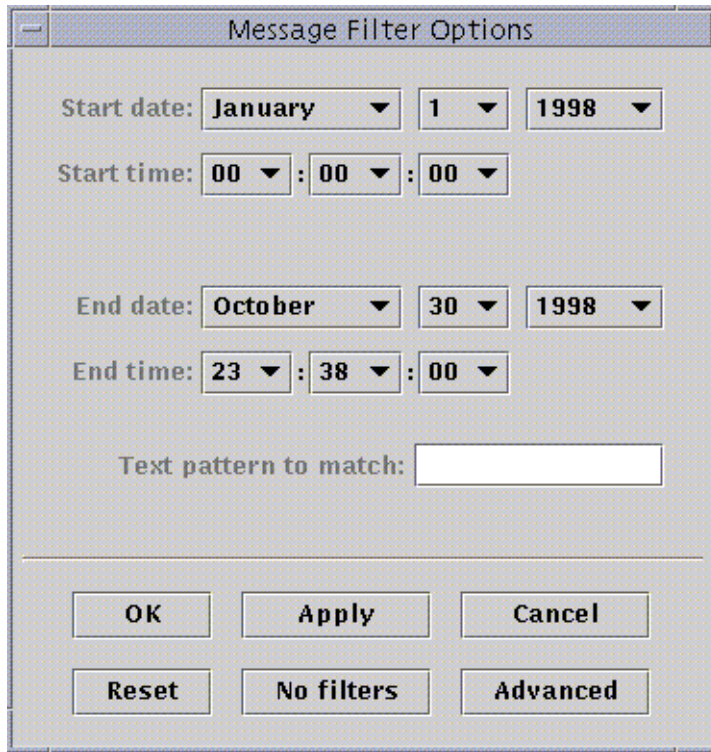 Message Filter Options
Start date: January 1 1998
Start time: 00 : 00 : 00
End date: October 30 1998
End time: 23 : 38 : 00
Text pattern to match:
OK Apply Cancel
Reset No filters Advanced